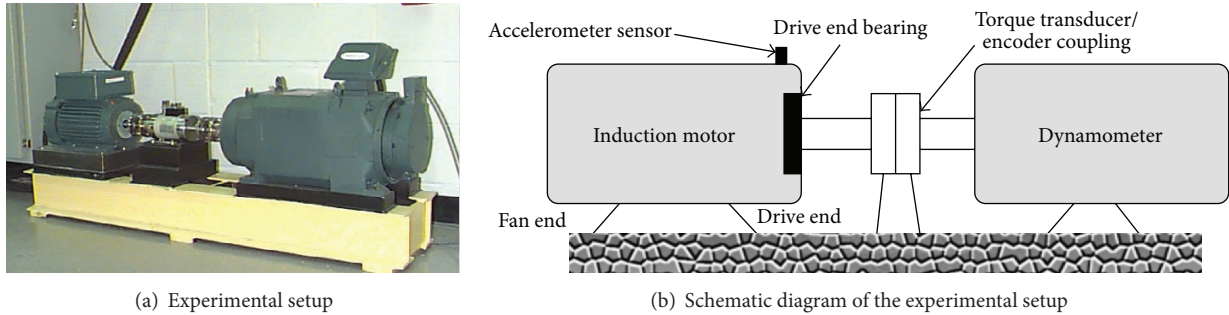 Accelerometer sensor
Drive end bearing
Torque transducer/
encoder coupling
Induction motor
Dynamometer
Fan end
Drive end
(a) Experimental setup
(b) Schematic diagram of the experimental setup